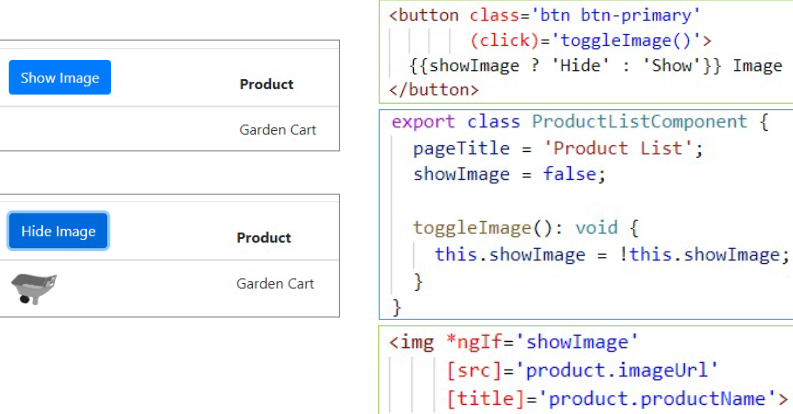 Show Image
Product
Garden Cart
Hide Image
Product
Garden Cart
<button class='btn btn-primary'
(click)='toggleImage()'>
{{showImage ? 'Hide' : 'Show'}} Image
</button>
export class ProductListComponent {
pageTitle = 'Product List';
showImage = false;
toggleImage(): void {
this.showImage = !this.showImage;
}
}
<img *ngIf='showImage'
[src]='product.imageUrl'
[title]='product.productName'>